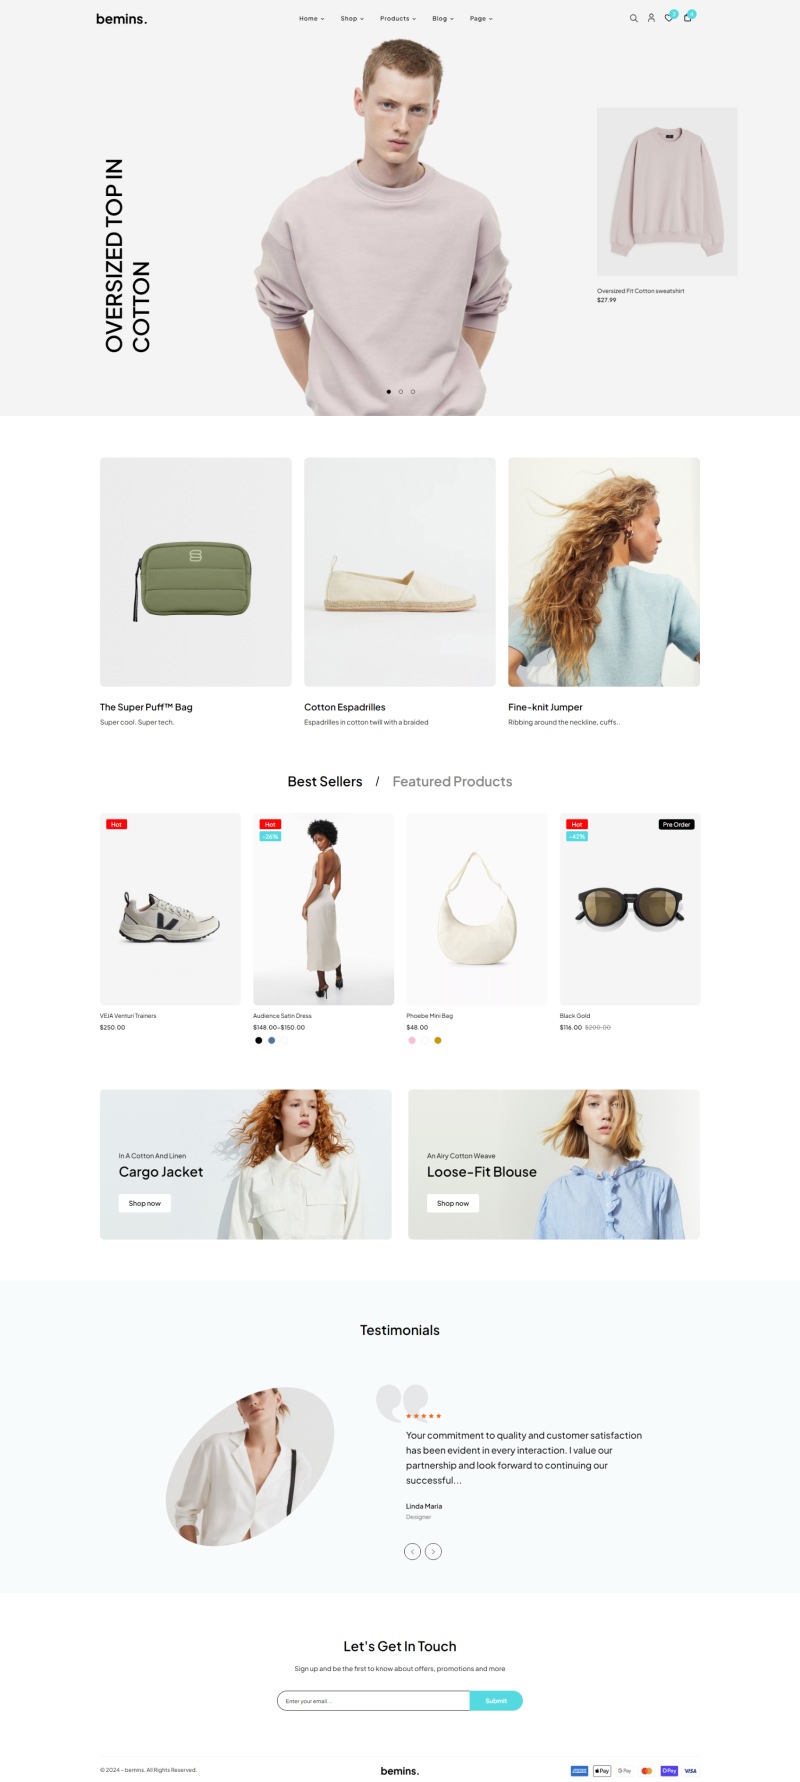 bemins.
Home
Shop
Products
Blog
Page
OVERSIZED TOP IN
COTTON
Oversized Fit Cotton sweatshirt
$27.99
The Super Puff™ Bag
Super cool. Super tech.
Cotton Espadrilles
Espadrilles in cotton twill with a braided
Fine-knit Jumper
Ribbing around the neckline, cuffs..
Best Sellers / Featured Products
Hot
VEJA Venturi Trainers
$250.00
Hot
-26%
Audience Satin Dress
$148.00-$150.00
Phoebe Mini Bag
$48.00
Hot
-42%
Pre Order
Black Gold
$116.00 $200.00
In A Cotton And Linen
Cargo Jacket
Shop now
An Airy Cotton Weave
Loose-Fit Blouse
Shop now
Testimonials
Your commitment to quality and customer satisfaction
has been evident in every interaction. I value our
partnership and look forward to continuing our
successful...
Linda Maria
Designer
Let's Get In Touch
Sign up and be the first to know about offers, promotions and more
Enter your email...
Submit
© 2024 - bemins. All Rights Reserved.
bemins.
Pay
G Pay
Pay
VISA